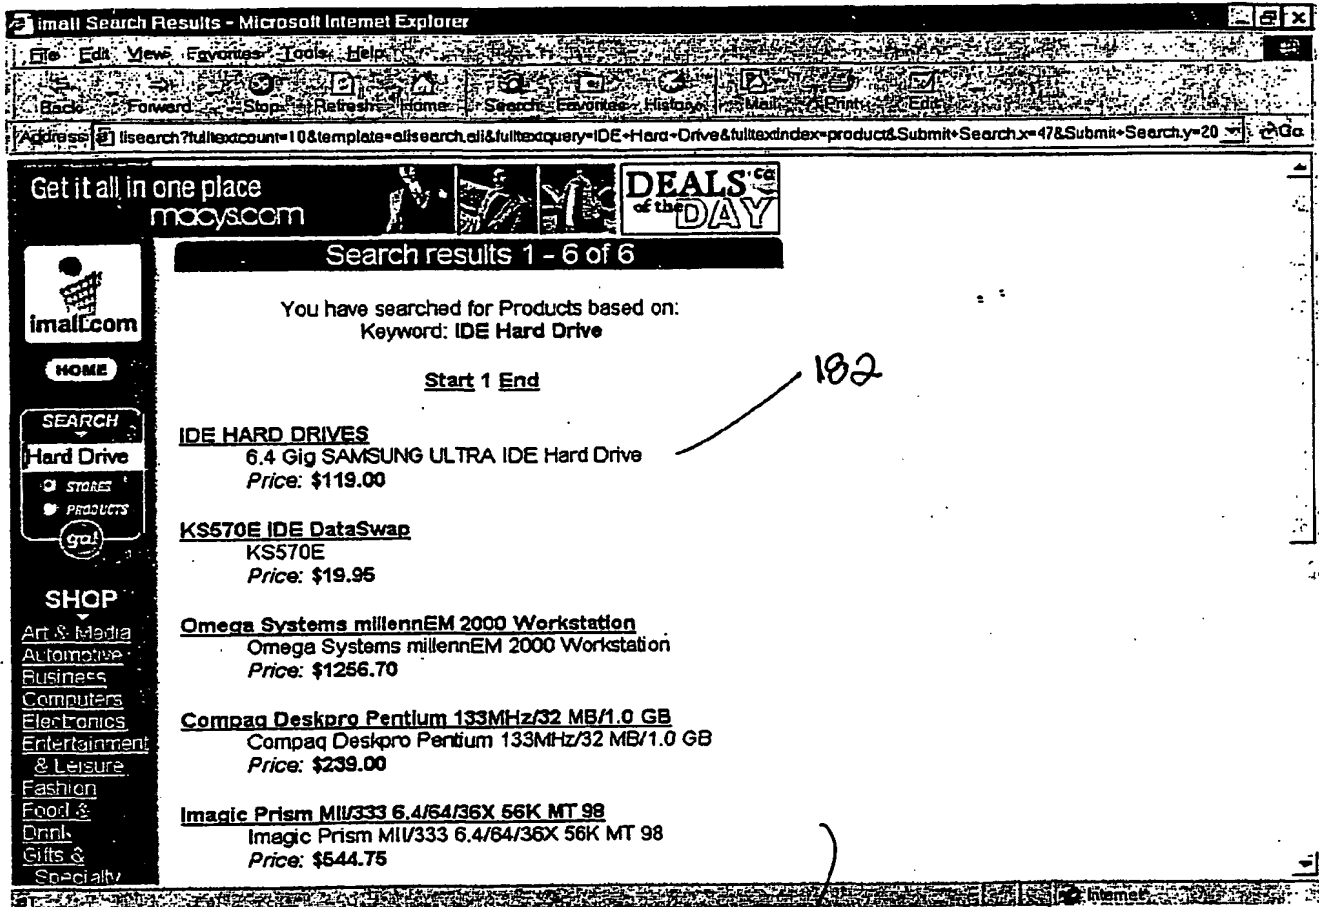 imall Search Results - Microsoft Internet Explorer
File Edit View Favorites Tools Help
Back Forward Stop Refresh Home Search Favorites History Mail Print Edit
Address lisearch?fulltextcount=10&template=alisearch.ali&fulltextquery=IDE+Hard+Drive&fulltextindex=product&Submit+Search.x=47&Submit+Search.y=20 Go
Get it all in one place
macys.com
DEALS
of the DAY
Search results 1 - 6 of 6
imall.com
You have searched for Products based on:
Keyword: IDE Hard Drive
HOME
Start 1 End
182
SEARCH
Hard Drive
STORES
PRODUCTS
go!
IDE HARD DRIVES
6.4 Gig SAMSUNG ULTRA IDE Hard Drive
Price: $119.00
KS570E IDE DataSwap
KS570E
Price: $19.95
SHOP
Art & Media
Automotive
Business
Computers
Electronics
Entertainment
& Leisure
Fashion
Food &
Drink
Gifts &
Specialty
Omega Systems millennEM 2000 Workstation
Omega Systems millennEM 2000 Workstation
Price: $1256.70
Compaq Deskpro Pentium 133MHz/32 MB/1.0 GB
Compaq Deskpro Pentium 133MHz/32 MB/1.0 GB
Price: $239.00
Imagic Prism MII/333 6.4/64/36X 56K MT 98
Imagic Prism MII/333 6.4/64/36X 56K MT 98
Price: $544.75
Internet